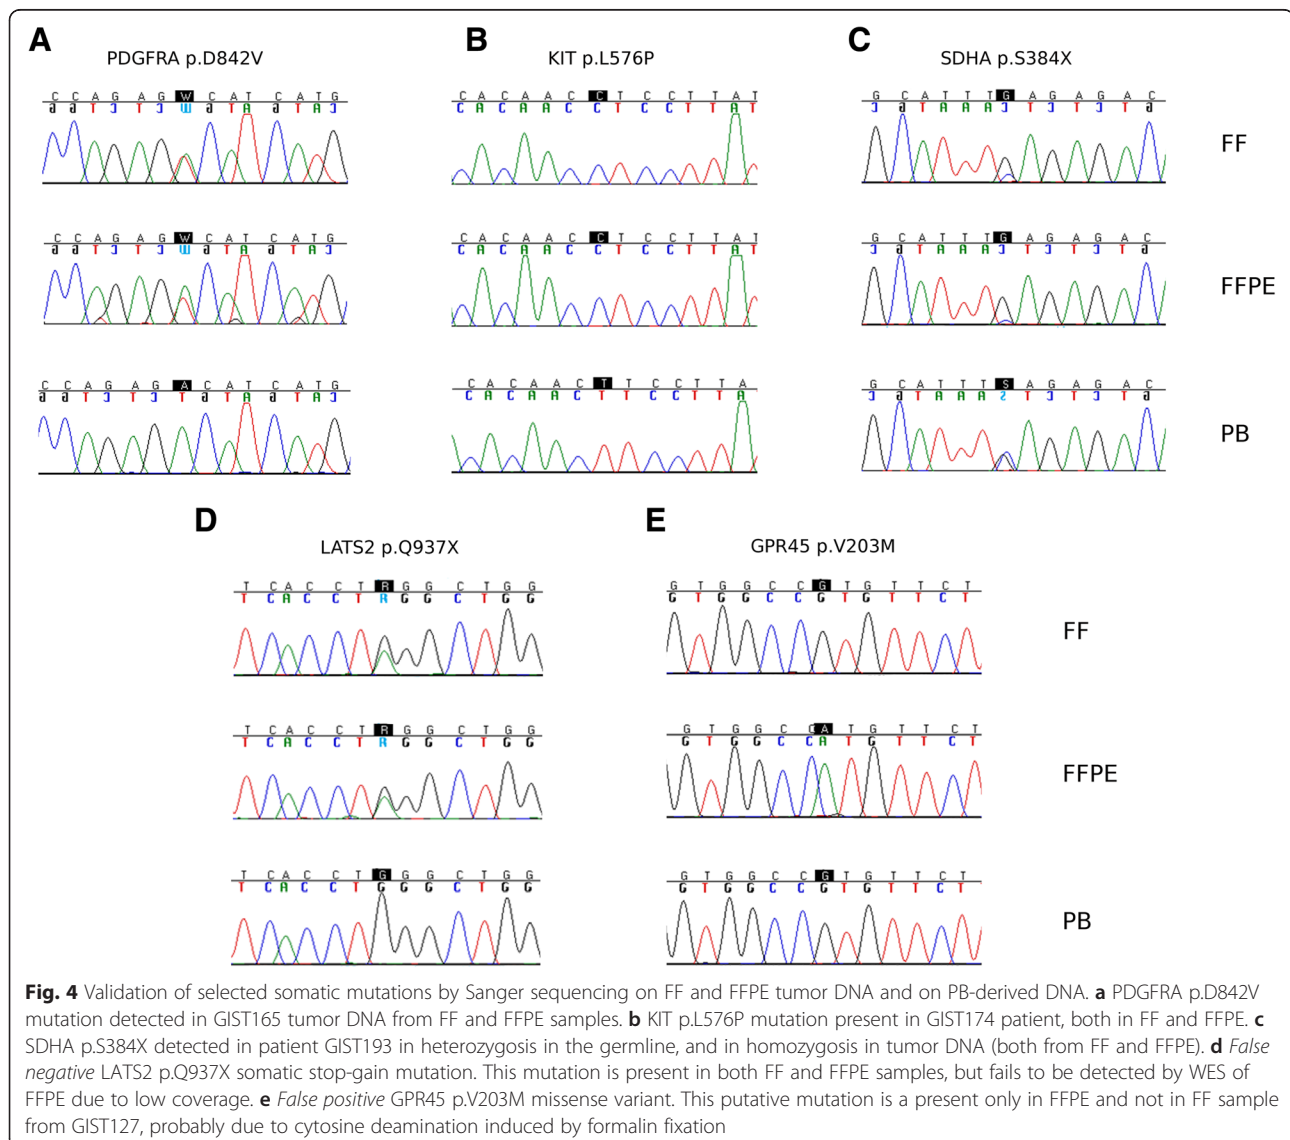 A
PDGFRA p.D842V
C C A G A G W C A T C A T G
G G T C T C W G T A G T A C
C C A G A G W C A T C A T G
G G T C T C W G T A G T A C
C C A G A G A C A T C A T G
G G T C T C T G T A G T A C
B
KIT p.L576P
C A C A A C C T C C T T A T
C A C A A C C T C C T T A T
C A C A A C C T C C T T A T
C A C A A C C T C C T T A T
C A C A A C T T C C T T A
C A C A A C T T C C T T A
C
SDHA p.S384X
G C A T T T G A G A G A C
C G T A A A C T C T C T G
FF
G C A T T T G A G A G A C
C G T A A A C T C T C T G
FFPE
G C A T T T S A G A G A C
C G T A A A S T C T C T G
PB
D
LATS2 p.Q937X
T C A C C T R G G C T G G
T C A C C T R G G C T G G
T C A C C T R G G C T G G
T C A C C T R G G C T G G
T C A C C T G G G C T G G
T C A C C T G G G C T G G
E
GPR45 p.V203M
G T G G C C G T G T T C T
G T G G C C G T G T T C T
FF
G T G G C C A T G T T C T
G T G G C C A T G T T C T
FFPE
G T G G C C G T G T T C T
G T G G C C G T G T T C T
PB
Fig. 4 Validation of selected somatic mutations by Sanger sequencing on FF and FFPE tumor DNA and on PB-derived DNA. a PDGFRA p.D842V
mutation detected in GIST165 tumor DNA from FF and FFPE samples. b KIT p.L576P mutation present in GIST174 patient, both in FF and FFPE. c
SDHA p.S384X detected in patient GIST193 in heterozygosis in the germline, and in homozygosis in tumor DNA (both from FF and FFPE). d False
negative LATS2 p.Q937X somatic stop-gain mutation. This mutation is present in both FF and FFPE samples, but fails to be detected by WES of
FFPE due to low coverage. e False positive GPR45 p.V203M missense variant. This putative mutation is a present only in FFPE and not in FF sample
from GIST127, probably due to cytosine deamination induced by formalin fixation